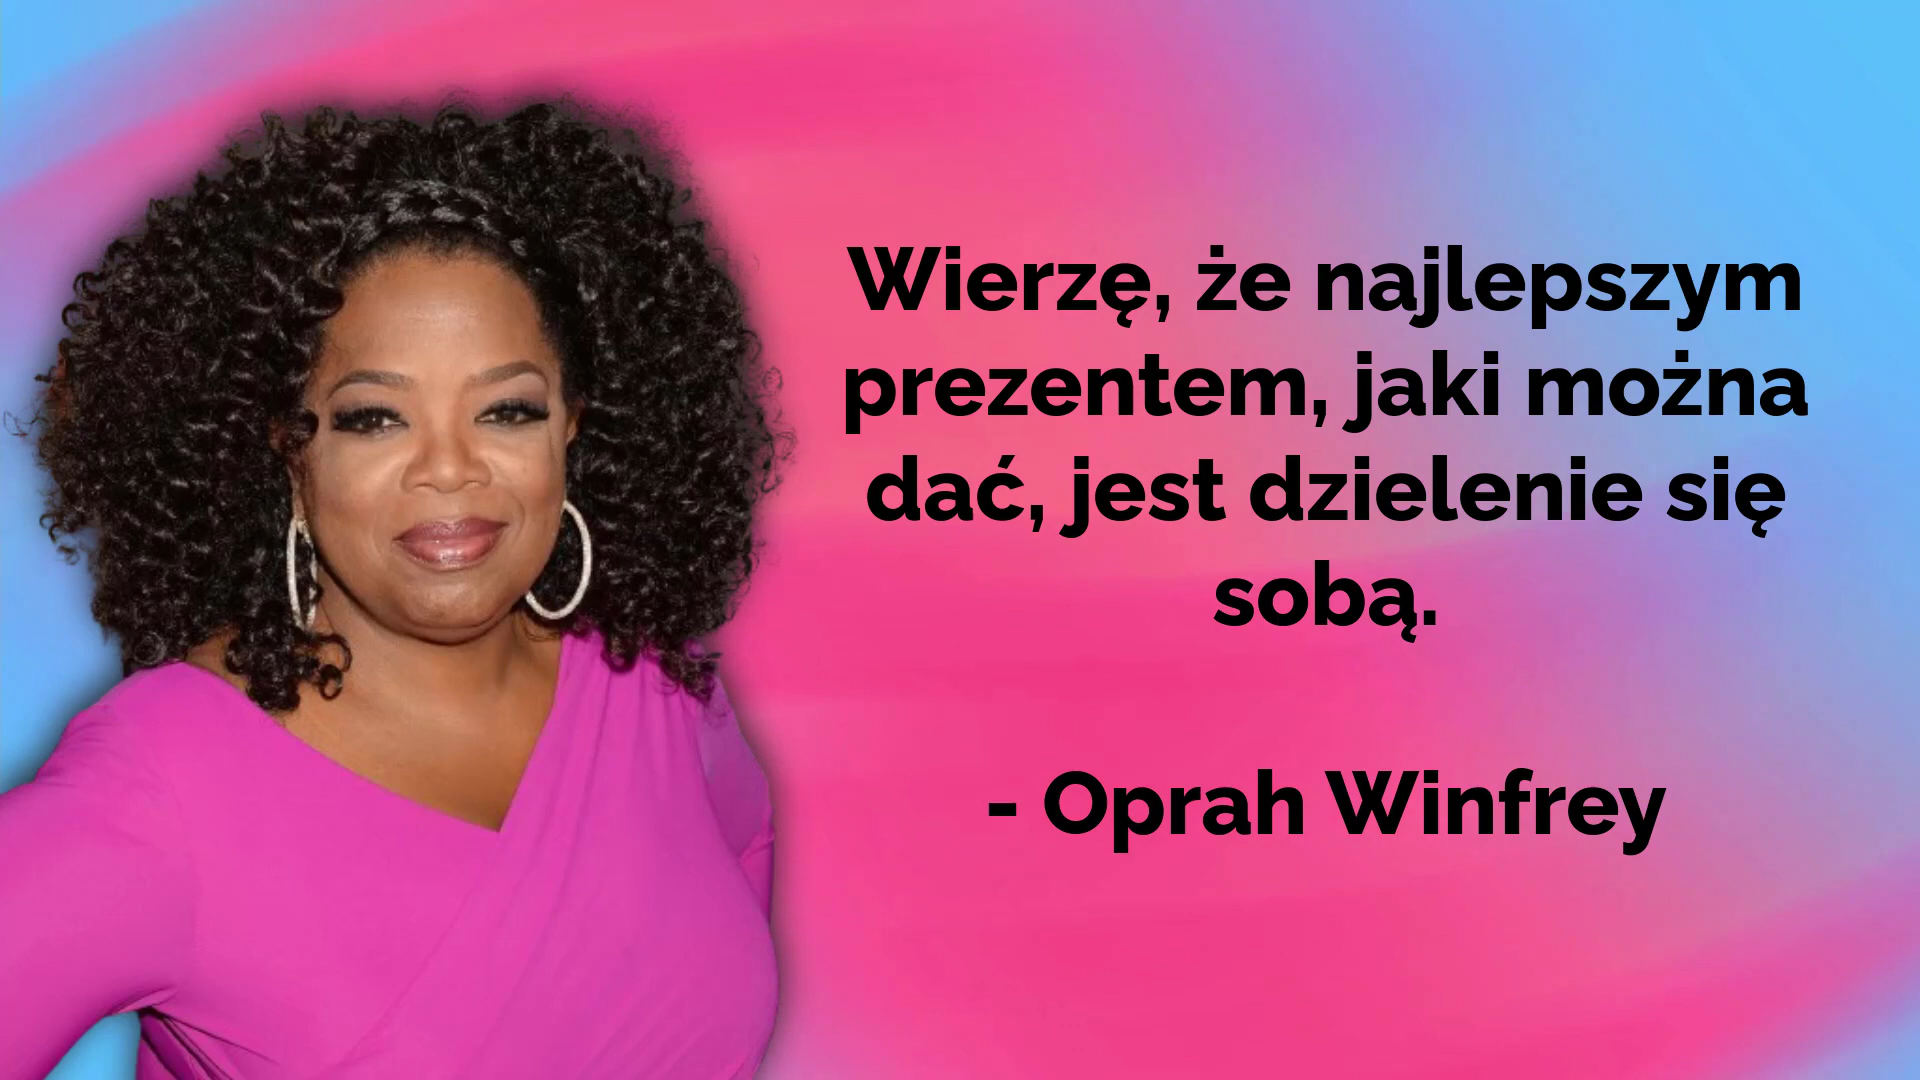 Wierzę, że najlepszym
prezentem, jaki można
dać, jest dzielenie się
sobą.
- Oprah Winfrey